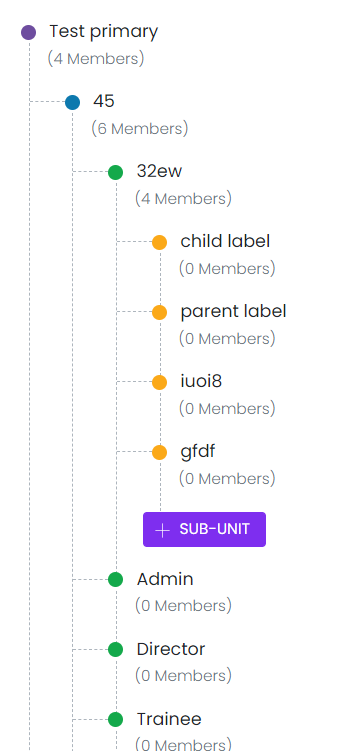 Test primary
(4 Members)
45
(6 Members)
32ew
(4 Members)
child label
(0 Members)
parent label
(0 Members)
iuoi8
(0 Members)
gfdf
(0 Members)
SUB-UNIT
Admin
(0 Members)
Director
(0 Members)
Trainee
(0 Members)